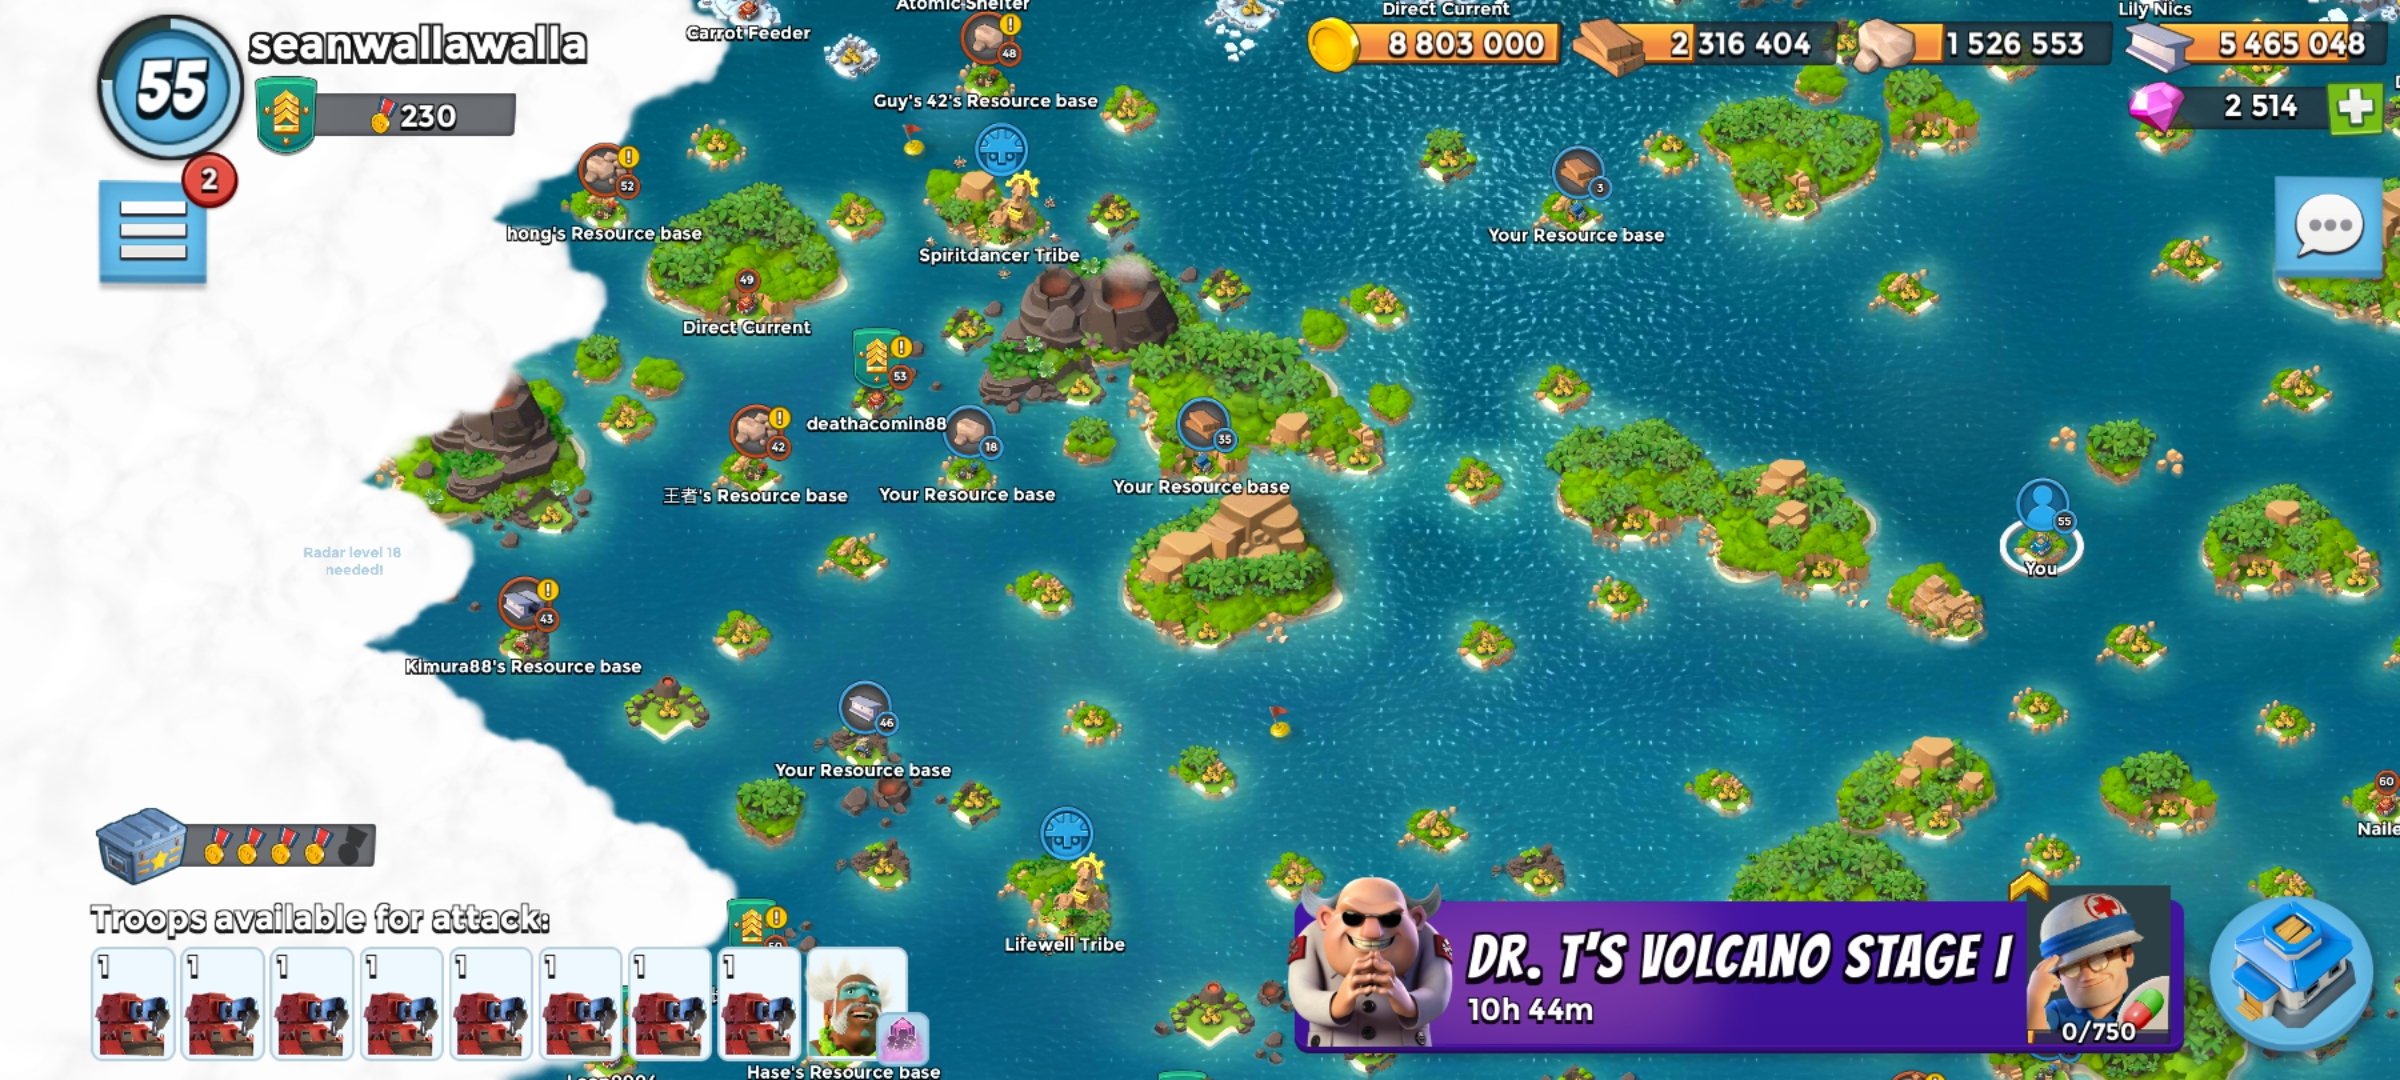 Atomic Shelter
Direct Current
Lily Nics
55
seanwallawalla
Carrot Feeder
48
8 803 000
2 316 404
1 526 553
5 465 048
230
Guy's 42's Resource base
2 514
2
52
3
hong's Resource base
Your Resource base
Spiritdancer Tribe
49
Direct Current
53
deathacomin88
42
18
35
王者's Resource base
Your Resource base
Your Resource base
55
You
Radar level 18
needed!
43
Kimura88's Resource base
46
Your Resource base
60
Naile
Lifewell Tribe
Troops available for attack:
50
1
1
1
1
1
1
1
1
DR. T'S VOLCANO STAGE I
10h 44m
0/750
Hase's Resource base